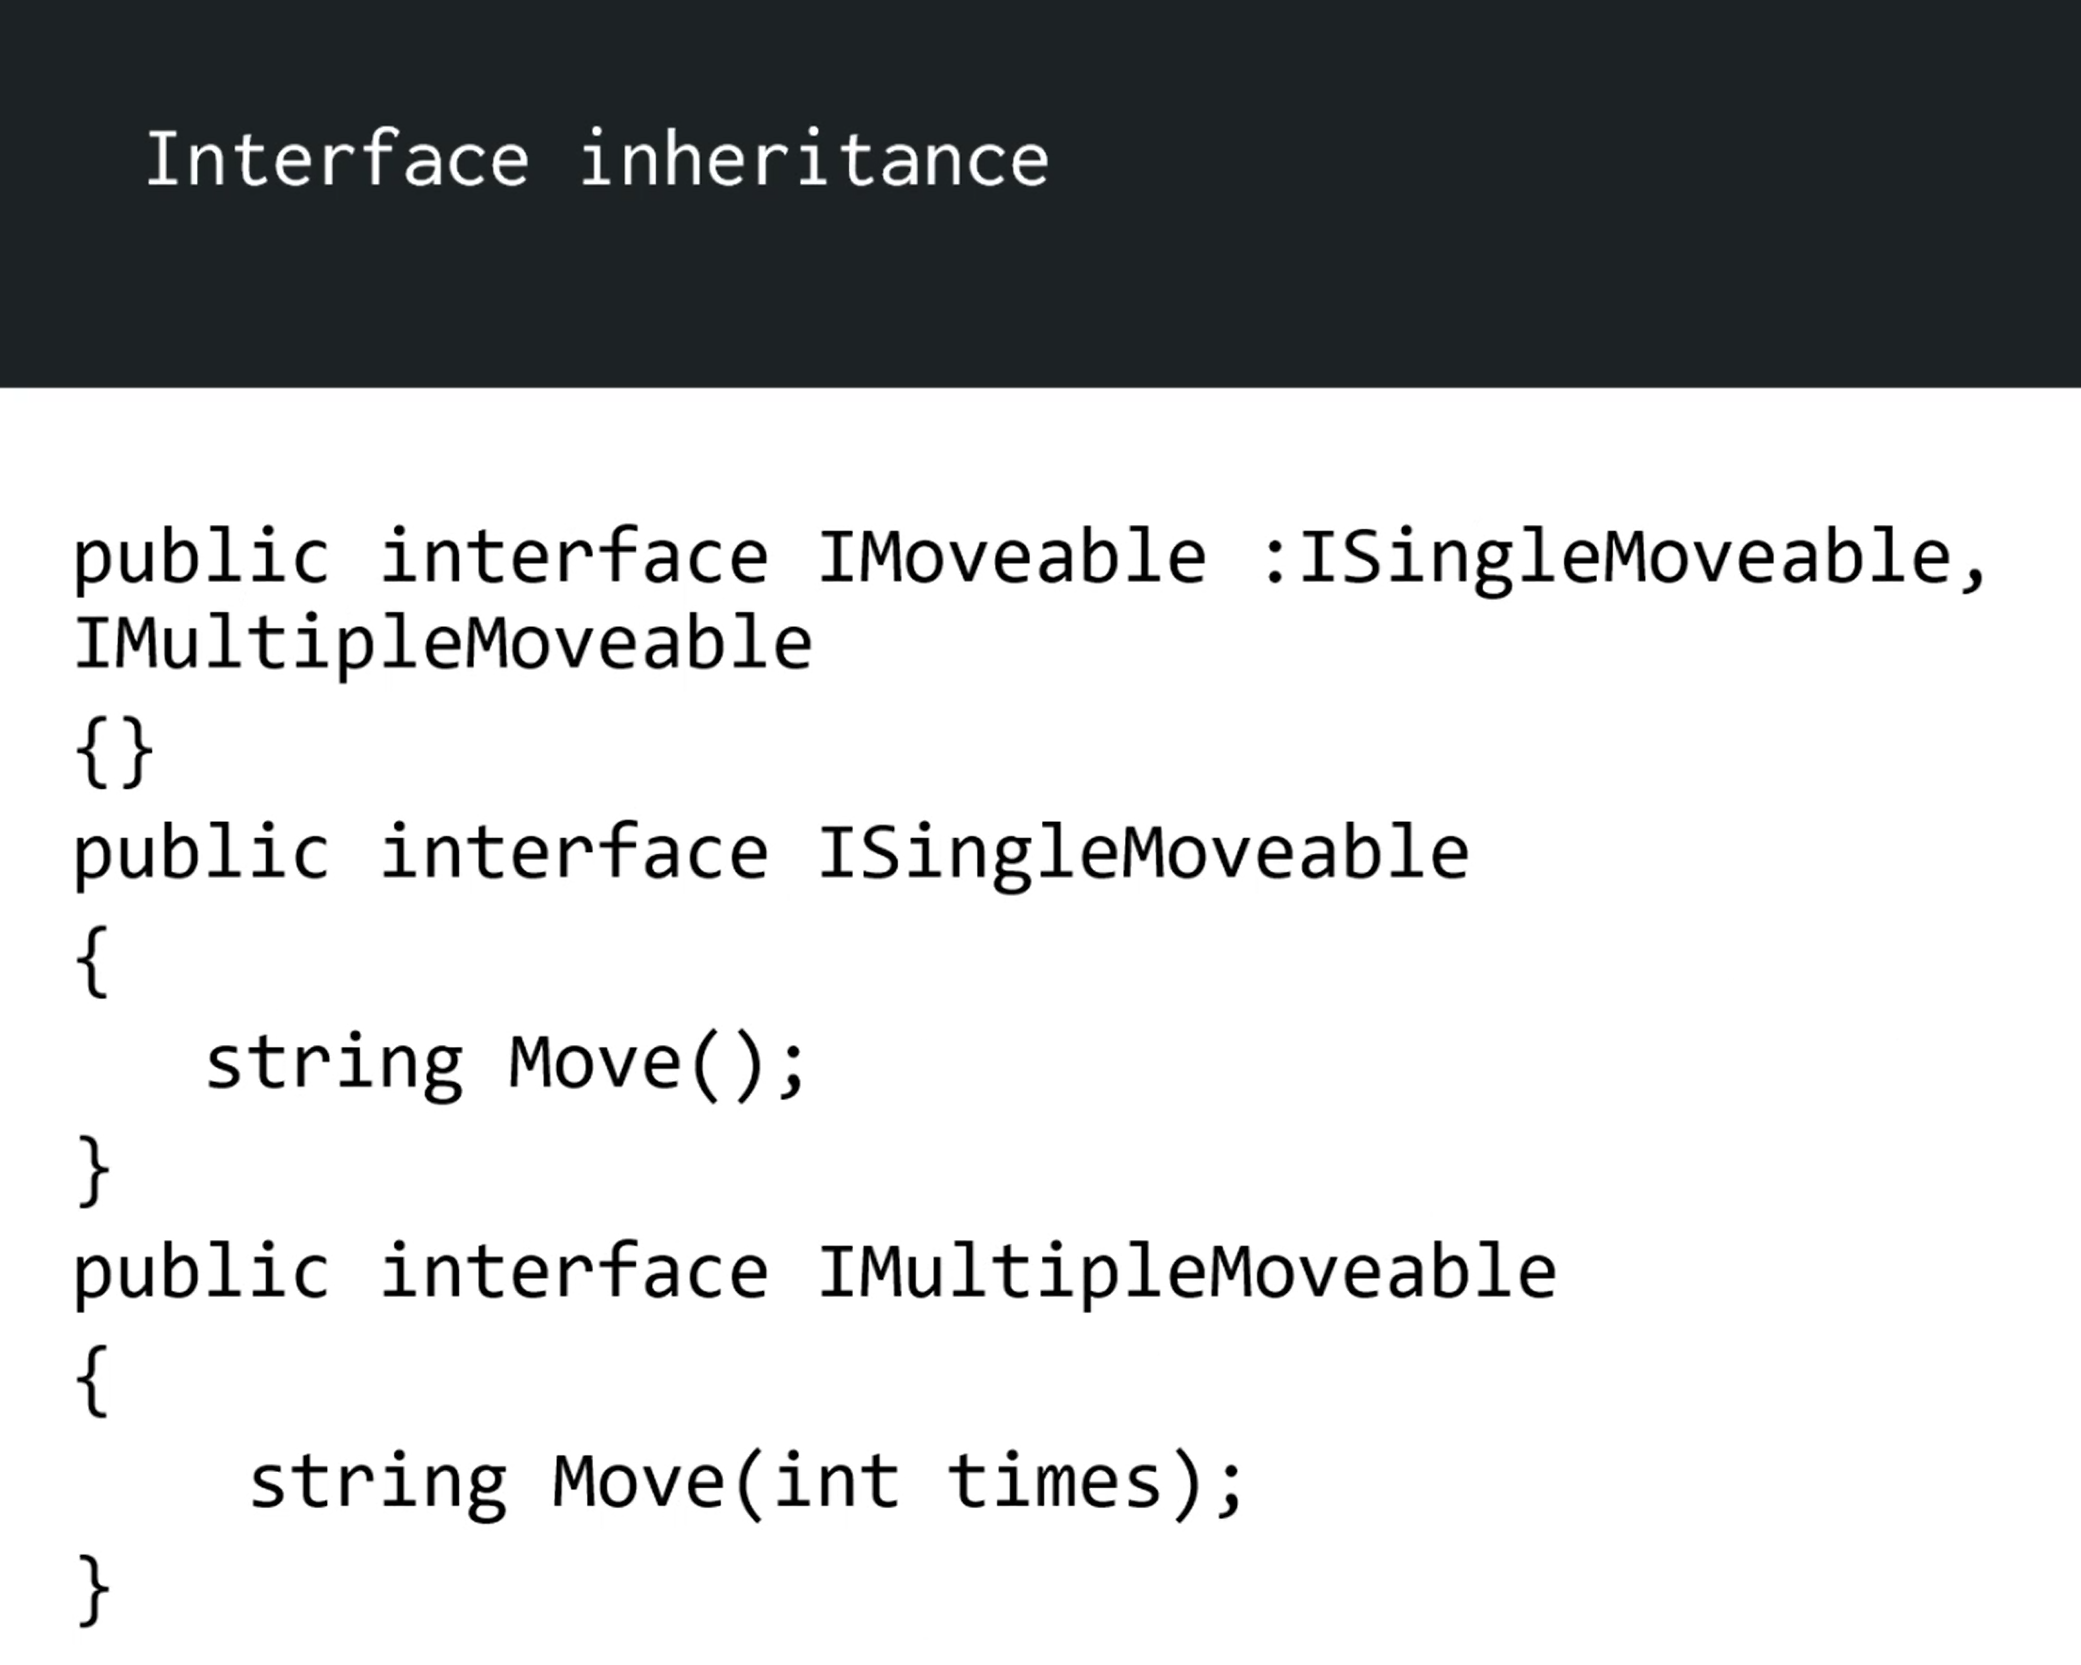 Interface inheritance
public interface IMoveable :ISingleMoveable,
IMultipleMoveable
{}
public interface ISingleMoveable
{
string Move();
}
public interface IMultipleMoveable
{
string Move(int times);
}